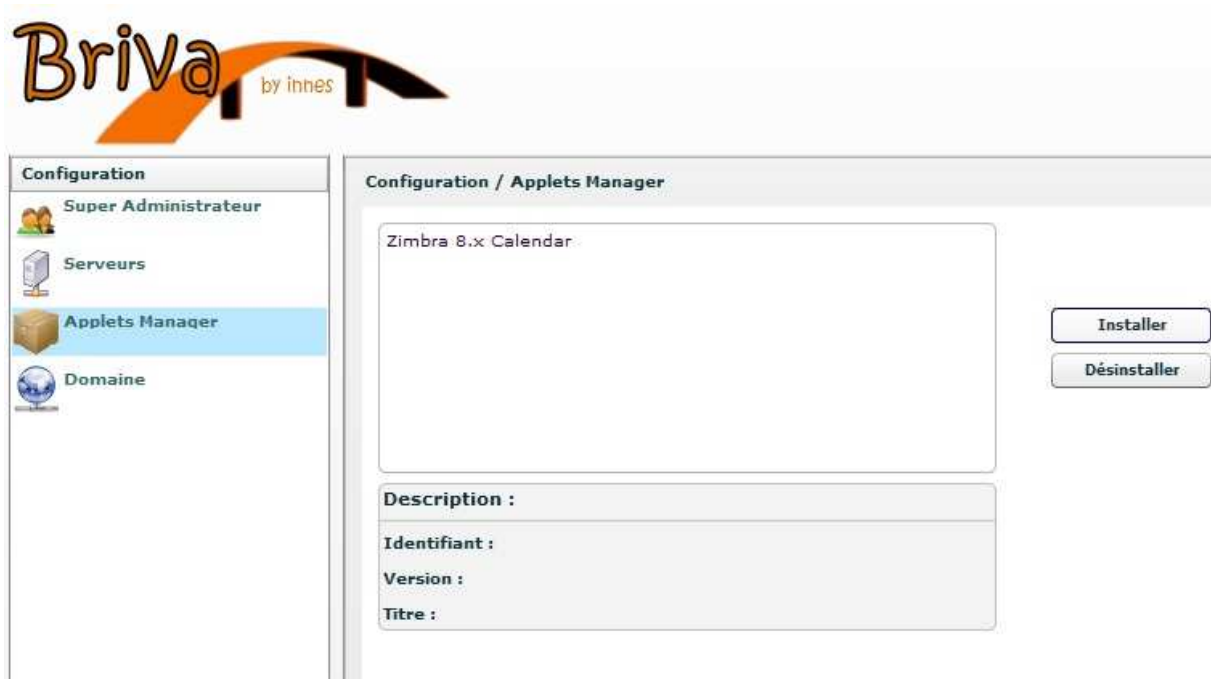 Briva
by innes
Configuration
Super Administrateur
Serveurs
Applets Manager
Domaine
Configuration / Applets Manager
Zimbra 8.x Calendar
Installer
Désinstaller
Description :
Identifiant :
Version :
Titre :